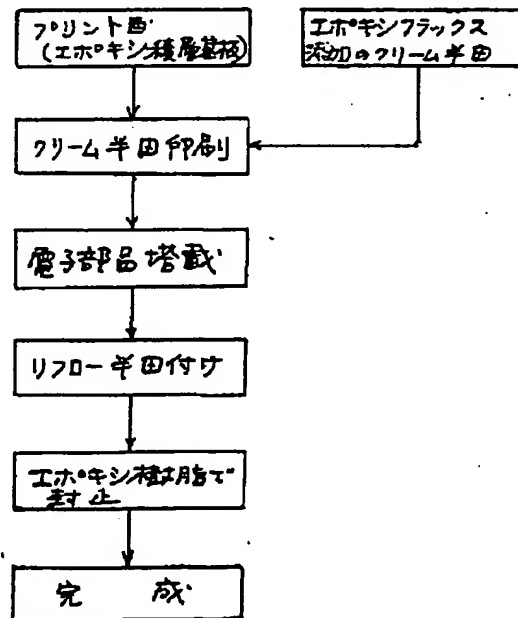 プリント配
(エポキシ積層基板)
エポキシフラックス
添加のクリーム半田
クリーム半田印刷
電子部品塔載
リフロー半田付け
エポキシ樹脂で
封止
完 成